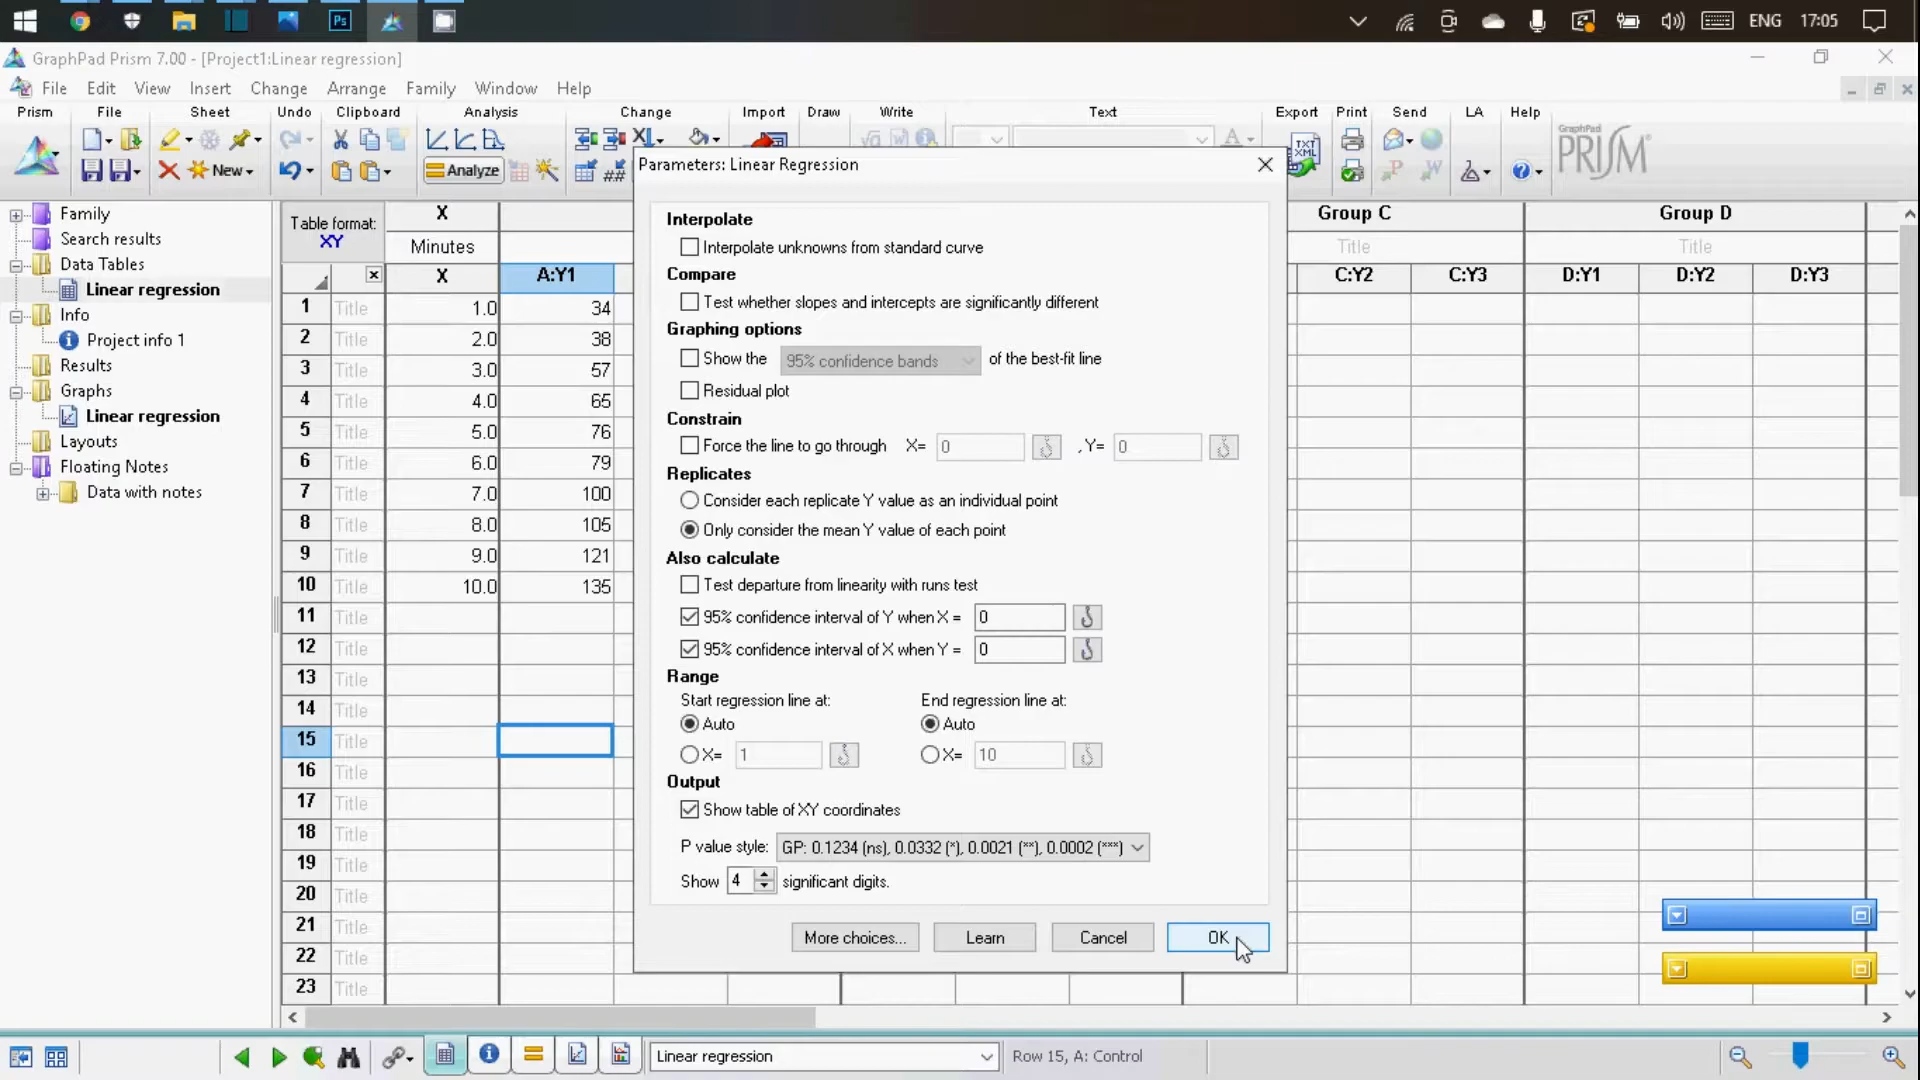 Ps
ENG 17:05
GraphPad Prism 7.00 - [Project1:Linear regression]
File Edit View Insert Change Arrange Family Window Help
Prism File Sheet Undo Clipboard Analysis Change Import Draw Write Text Export Print Send LA Help
New
Analyze
TXT
XML
GraphPad
PRISM
Family
Search results
Data Tables
Linear regression
Info
Project info 1
Results
Graphs
Linear regression
Layouts
Floating Notes
Data with notes
Table format:
XY
X Group C Group D
Minutes Title Title
X A:Y1 C:Y2 C:Y3 D:Y1 D:Y2 D:Y3
1 Title 1.0 34
2 Title 2.0 38
3 Title 3.0 57
4 Title 4.0 65
5 Title 5.0 76
6 Title 6.0 79
7 Title 7.0 100
8 Title 8.0 105
9 Title 9.0 121
10 Title 10.0 135
11 Title
12 Title
13 Title
14 Title
15 Title
16 Title
17 Title
18 Title
19 Title
20 Title
21 Title
22 Title
23 Title
Parameters: Linear Regression
Interpolate
Interpolate unknowns from standard curve
Compare
Test whether slopes and intercepts are significantly different
Graphing options
Show the 95% confidence bands of the best-fit line
Residual plot
Constrain
Force the line to go through X= 0 , Y= 0
Replicates
Consider each replicate Y value as an individual point
Only consider the mean Y value of each point
Also calculate
Test departure from linearity with runs test
95% confidence interval of Y when X = 0
95% confidence interval of X when Y = 0
Range
Start regression line at: End regression line at:
Auto Auto
X= 1 X= 10
Output
Show table of XY coordinates
P value style: GP: 0.1234 (ns), 0.0332 (*), 0.0021 (**), 0.0002 (***)
Show 4 significant digits.
More choices... Learn Cancel OK
Linear regression Row 15, A: Control